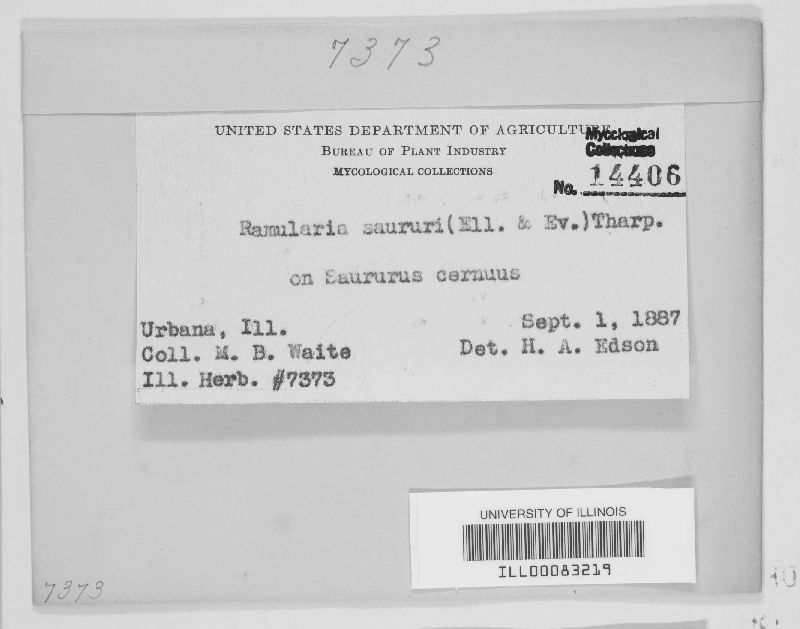 7373
UNITED STATES DEPARTMENT OF AGRICULTURE
BUREAU OF PLANT INDUSTRY
MYCOLOGICAL COLLECTIONS
Mycological
Collections
No. 14406
Ramularia saururi(Ell. & Ev.)Tharp.
on Saururus cernuus
Urbana, Ill.
Sept. 1, 1887
Coll. M. B. Waite
Det. H. A. Edson
Ill. Herb. #7373
UNIVERSITY OF ILLINOIS
ILL00083219
7373